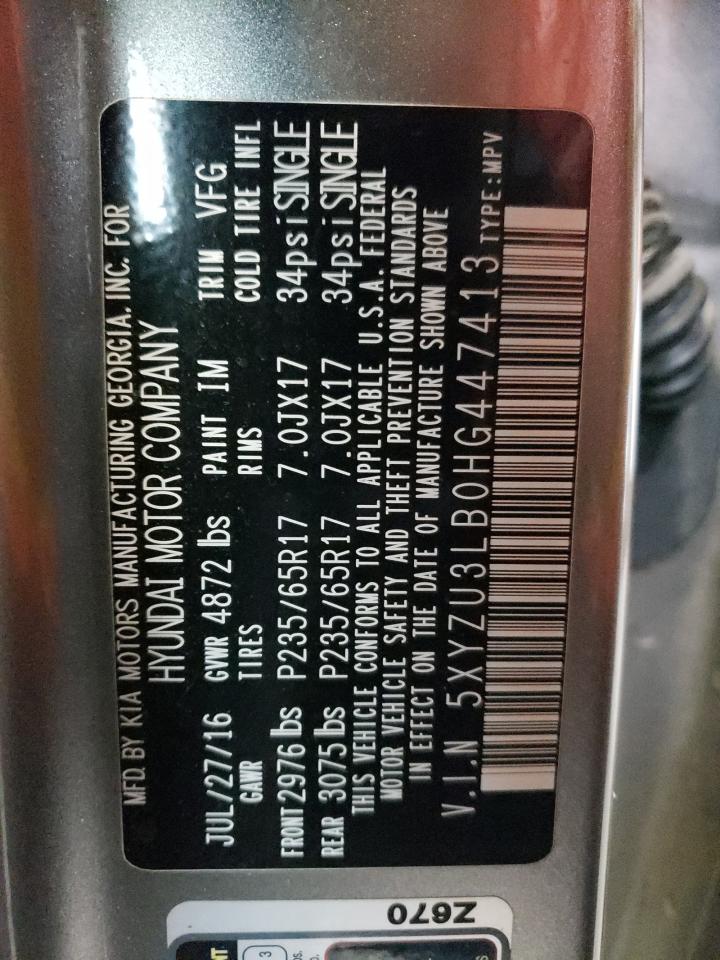 MFD. BY KIA MOTORS MANUFACTURING GEORGIA, INC. FOR
HYUNDAI MOTOR COMPANY
JUL/27/16 GVWR 4872 lbs PAINT IM TRIM VFG
GAWR TIRES RIMS COLD TIRE INFL
FRONT 2976 lbs P235/65R17 7.0JX17 34psi SINGLE
REAR 3075 lbs P235/65R17 7.0JX17 34psi SINGLE
THIS VEHICLE CONFORMS TO ALL APPLICABLE U.S.A. FEDERAL
MOTOR VEHICLE SAFETY AND THEFT PREVENTION STANDARDS
IN EFFECT ON THE DATE OF MANUFACTURE SHOWN ABOVE
V.I.N 5XYZU3LB0HG447413 TYPE:MPV
Z670
3